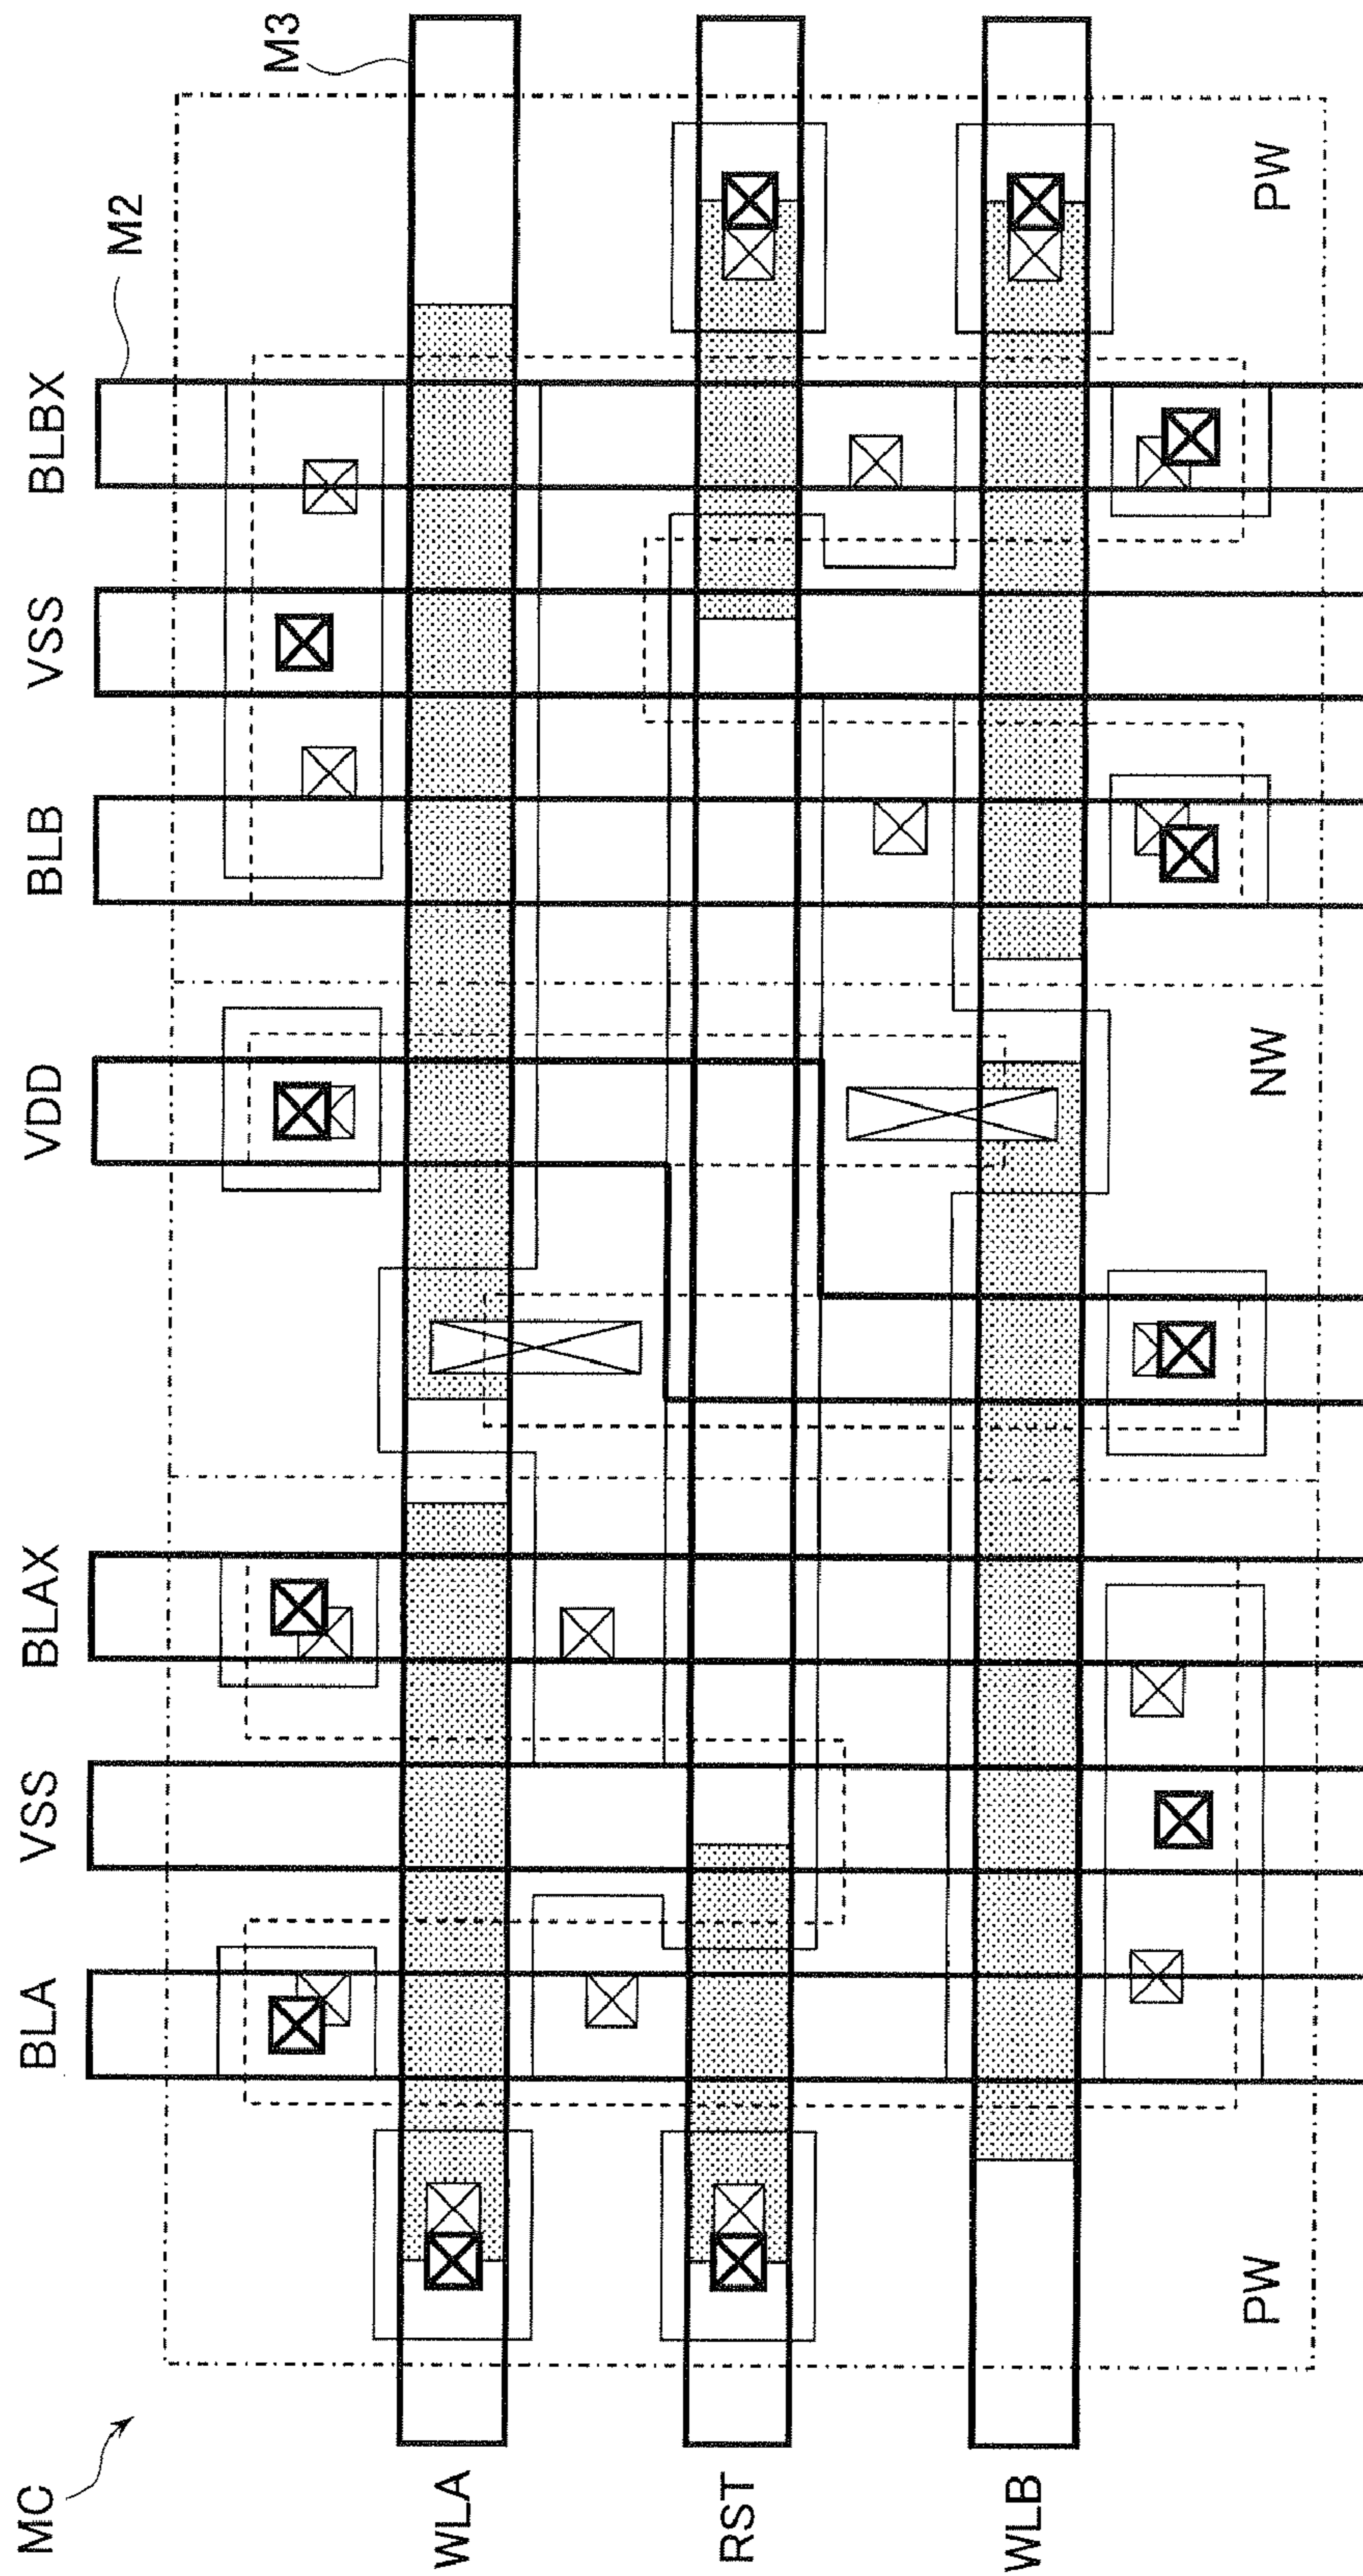 MC
BLA
VSS
BLAX
VDD
BLB
VSS
BLBX
M2
M3
WLA
RST
WLB
PW
NW
PW